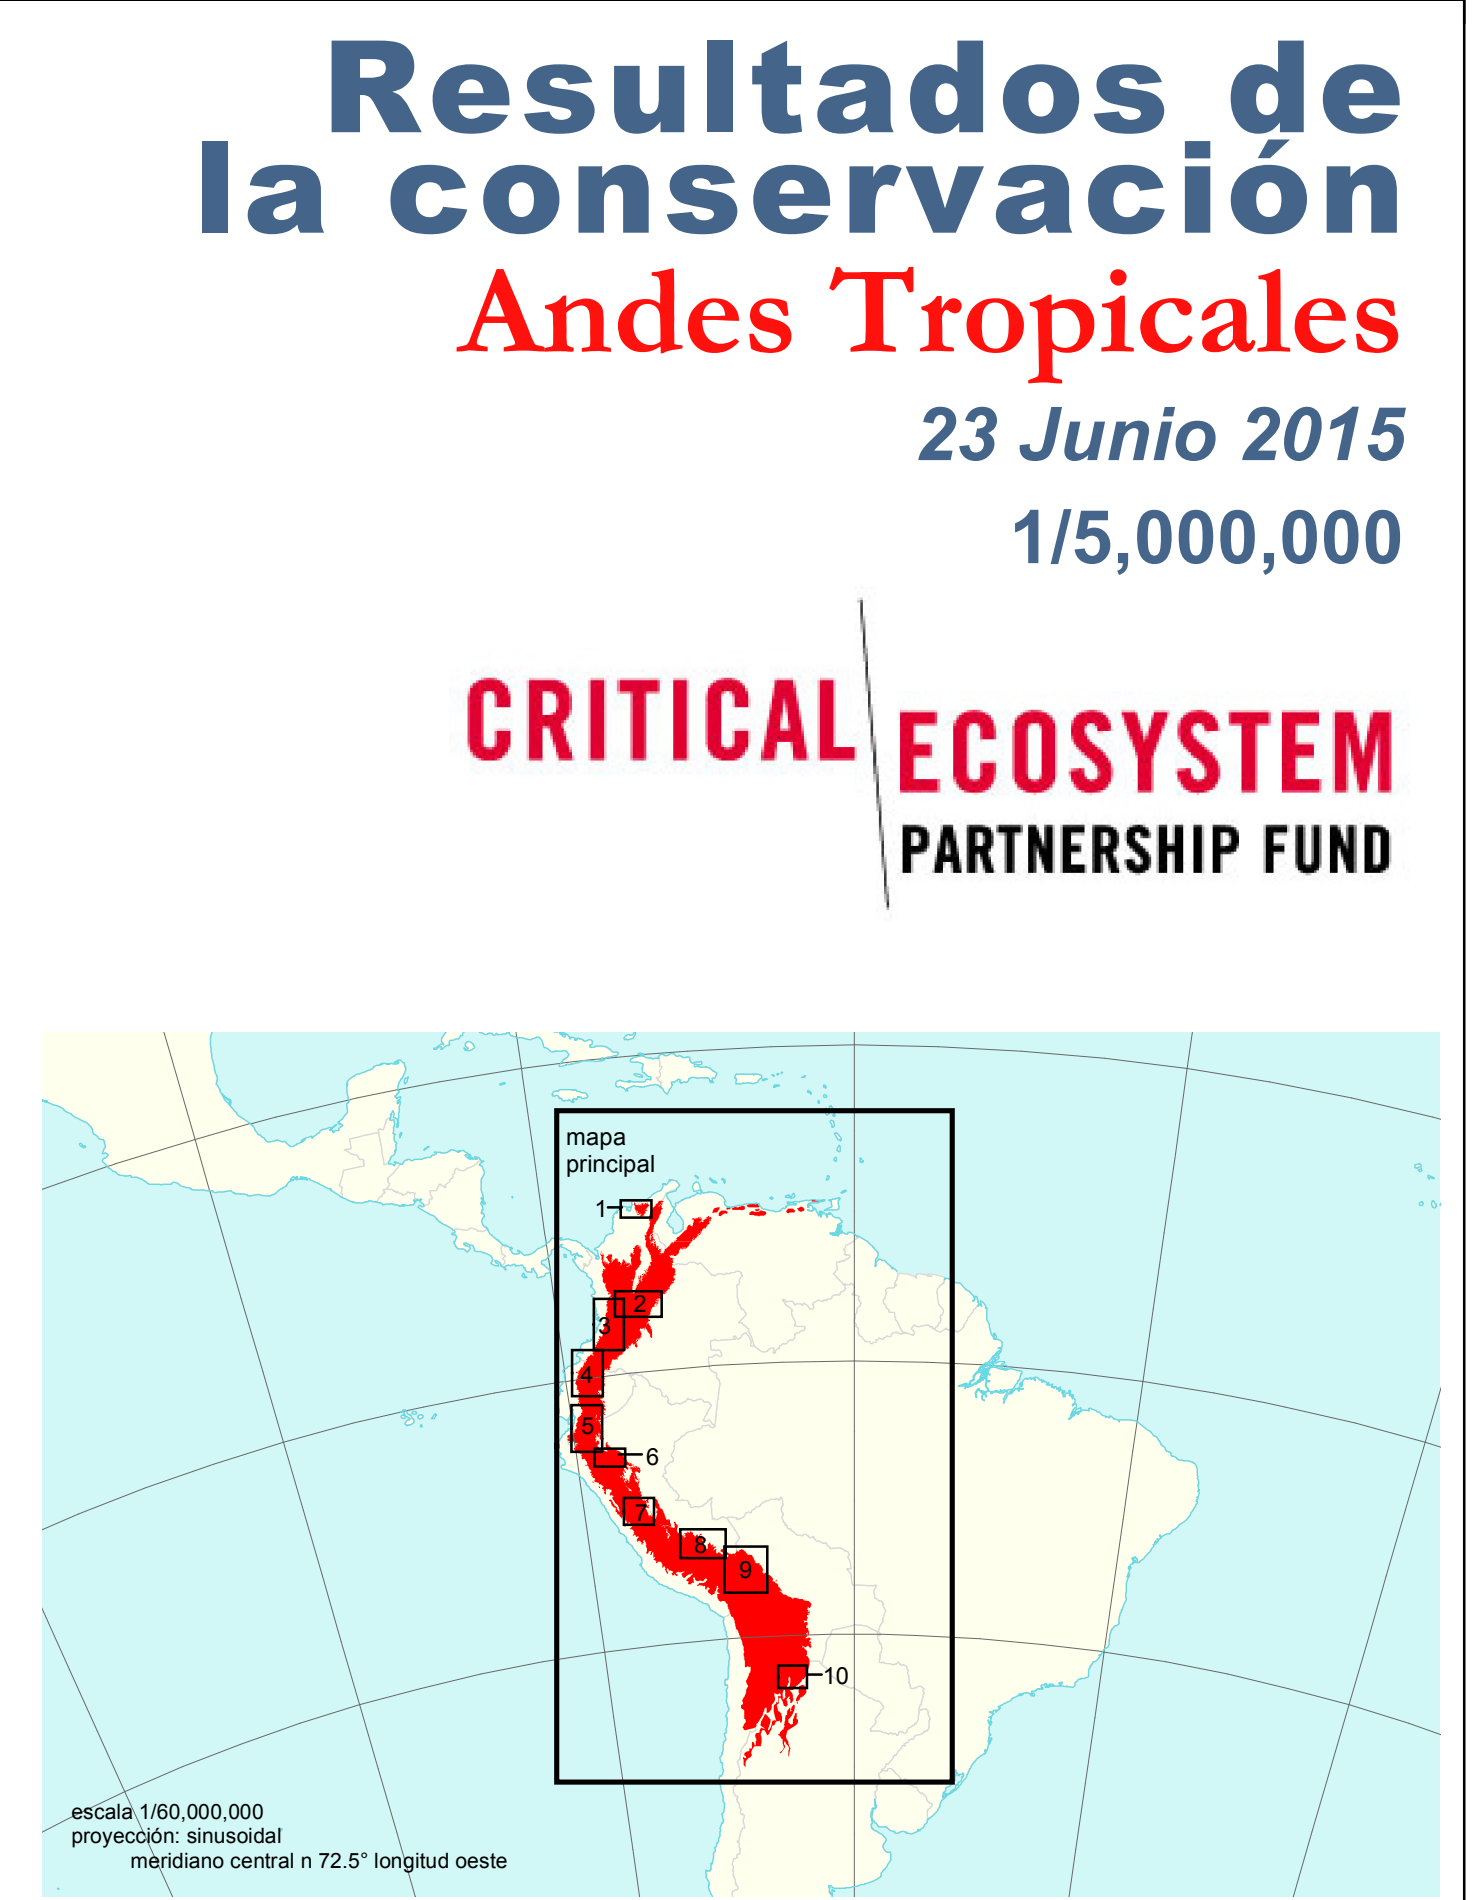 Resultados de
la conservación
Andes Tropicales
23 Junio 2015
1/5,000,000
CRITICAL
ECOSYSTEM
PARTNERSHIP FUND
mapa
principal
1
2
3
4
5
6
7
8
9
10
escala 1/60,000,000
proyección: sinusoidal
meridiano central n 72.5° longitud oeste